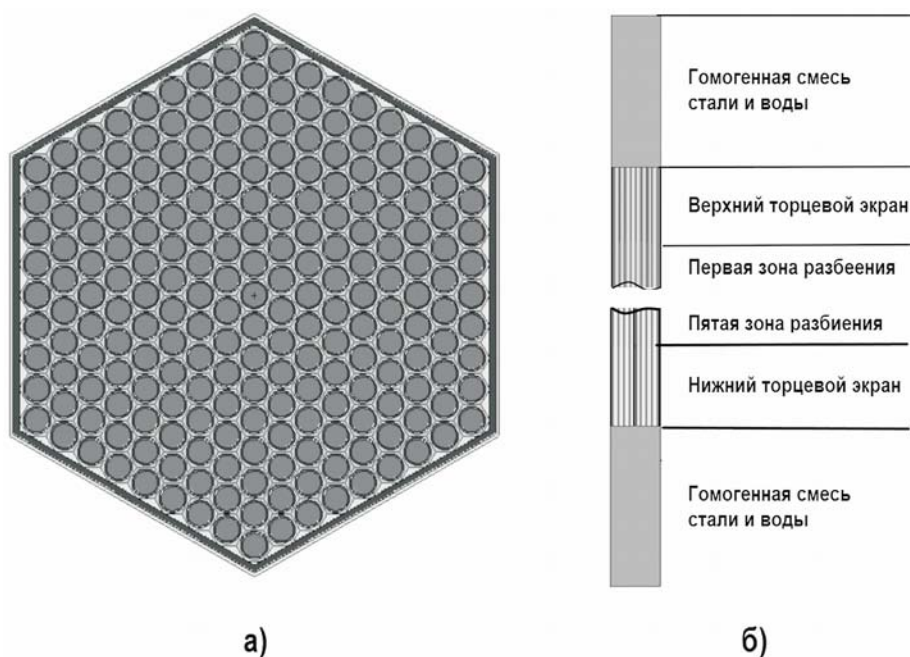 Гомогенная смесь
стали и воды
Верхний торцевой экран
Первая зона разбеения
Пятая зона разбиения
Нижний торцевой экран
Гомогенная смесь
стали и воды
а)
б)